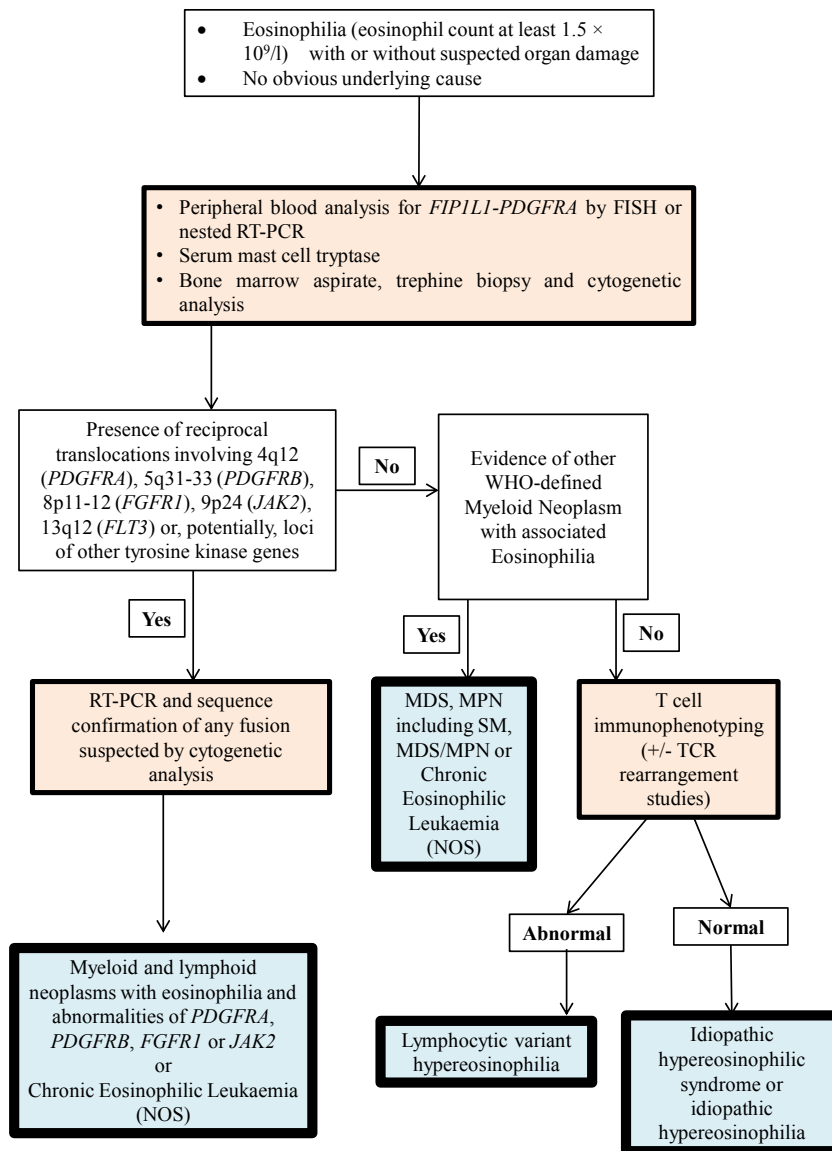 • Eosinophilia (eosinophil count at least 1.5 ×
10⁹/l) with or without suspected organ damage
• No obvious underlying cause
• Peripheral blood analysis for FIP1L1-PDGFRA by FISH or
nested RT-PCR
• Serum mast cell tryptase
• Bone marrow aspirate, trephine biopsy and cytogenetic
analysis
Presence of reciprocal
translocations involving 4q12
(PDGFRA), 5q31-33 (PDGFRB),
8p11-12 (FGFR1), 9p24 (JAK2),
13q12 (FLT3) or, potentially, loci
of other tyrosine kinase genes
No
Evidence of other
WHO-defined
Myeloid Neoplasm
with associated
Eosinophilia
Yes
Yes
No
RT-PCR and sequence
confirmation of any fusion
suspected by cytogenetic
analysis
MDS, MPN
including SM,
MDS/MPN or
Chronic
Eosinophilic
Leukaemia
(NOS)
T cell
immunophenotyping
(+/- TCR
rearrangement
studies)
Abnormal
Normal
Myeloid and lymphoid
neoplasms with eosinophilia and
abnormalities of PDGFRA,
PDGFRB, FGFR1 or JAK2
or
Chronic Eosinophilic Leukaemia
(NOS)
Lymphocytic variant
hypereosinophilia
Idiopathic
hypereosinophilic
syndrome or
idiopathic
hypereosinophilia